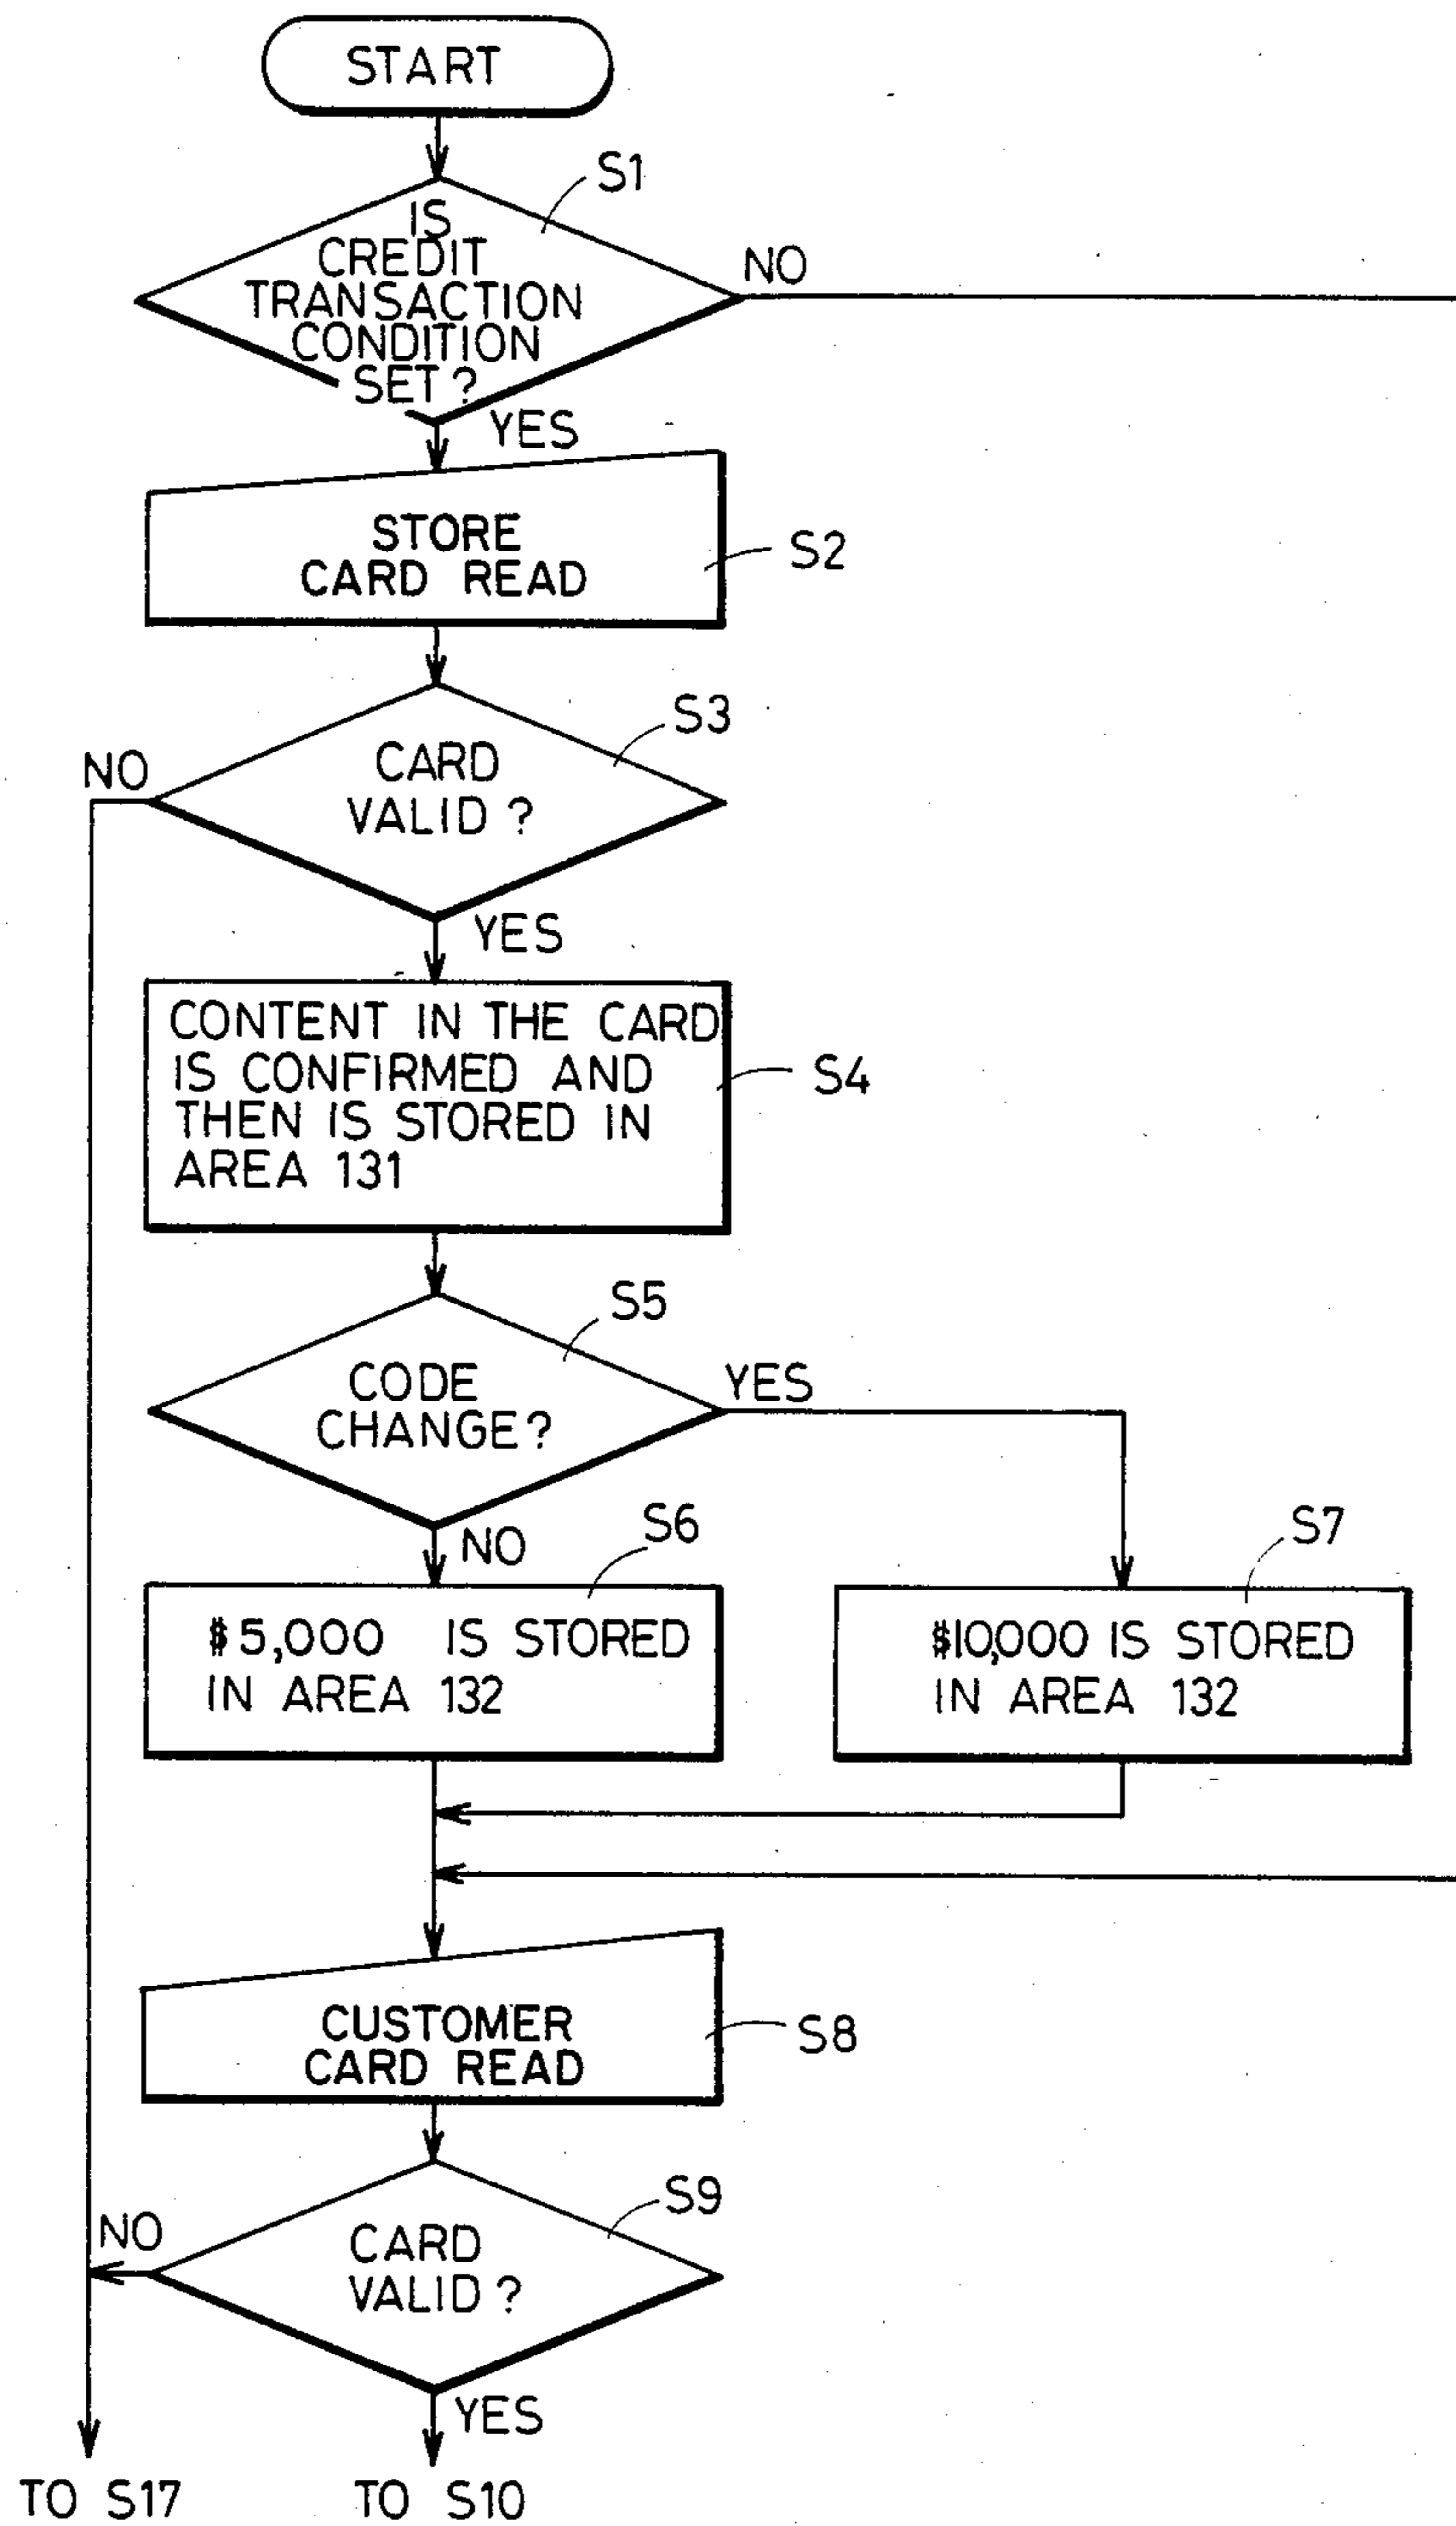 START
S1
IS
CREDIT
TRANSACTION
CONDITION
SET?
NO
YES
STORE
CARD READ
S2
S3
CARD
VALID?
NO
YES
CONTENT IN THE CARD
IS CONFIRMED AND
THEN IS STORED IN
AREA 131
S4
S5
CODE
CHANGE?
YES
NO
S6
S7
$5,000 IS STORED
IN AREA 132
$10,000 IS STORED
IN AREA 132
CUSTOMER
CARD READ
S8
S9
NO
CARD
VALID?
YES
TO S17
TO S10